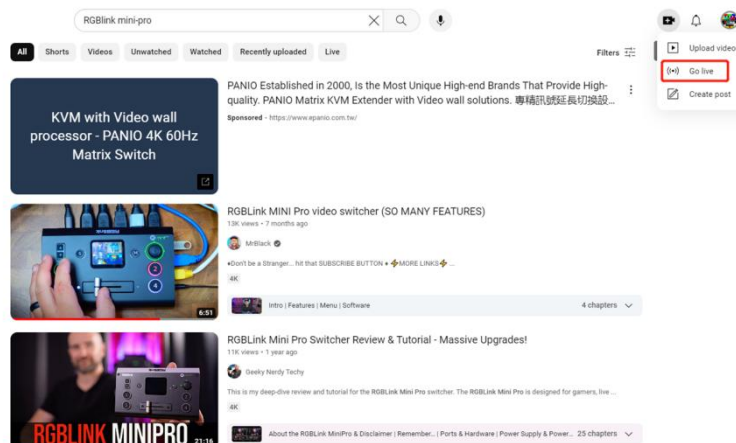 RGBlink mini-pro
All Shorts Videos Unwatched Watched Recently uploaded Live Filters
Upload video
Go live
Create post
KVM with Video wall
processor - PANIO 4K 60Hz
Matrix Switch
PANIO Established in 2000, Is the Most Unique High-end Brands That Provide High-
quality. PANIO Matrix KVM Extender with Video wall solutions. 專精訊號延長切換設...
Sponsored · https://www.epanio.com.tw/
6:51
RGBLink MINI Pro video switcher (SO MANY FEATURES)
13K views • 7 months ago
MrBlack
♦Don't be a Stranger... hit that SUBSCRIBE BUTTON ♦ MORE LINKS ...
4K
Intro | Features | Menu | Software 4 chapters
RGBLINK MINIPRO
21:16
RGBLink Mini Pro Switcher Review & Tutorial - Massive Upgrades!
11K views • 1 year ago
Geeky Nerdy Techy
This is my deep-dive review and tutorial for the RGBLink Mini Pro switcher. The RGBLink Mini Pro is designed for gamers, live ...
4K
About the RGBLink MiniPro & Disclaimer | Remember... | Ports & Hardware | Power Supply & Power... 25 chapters